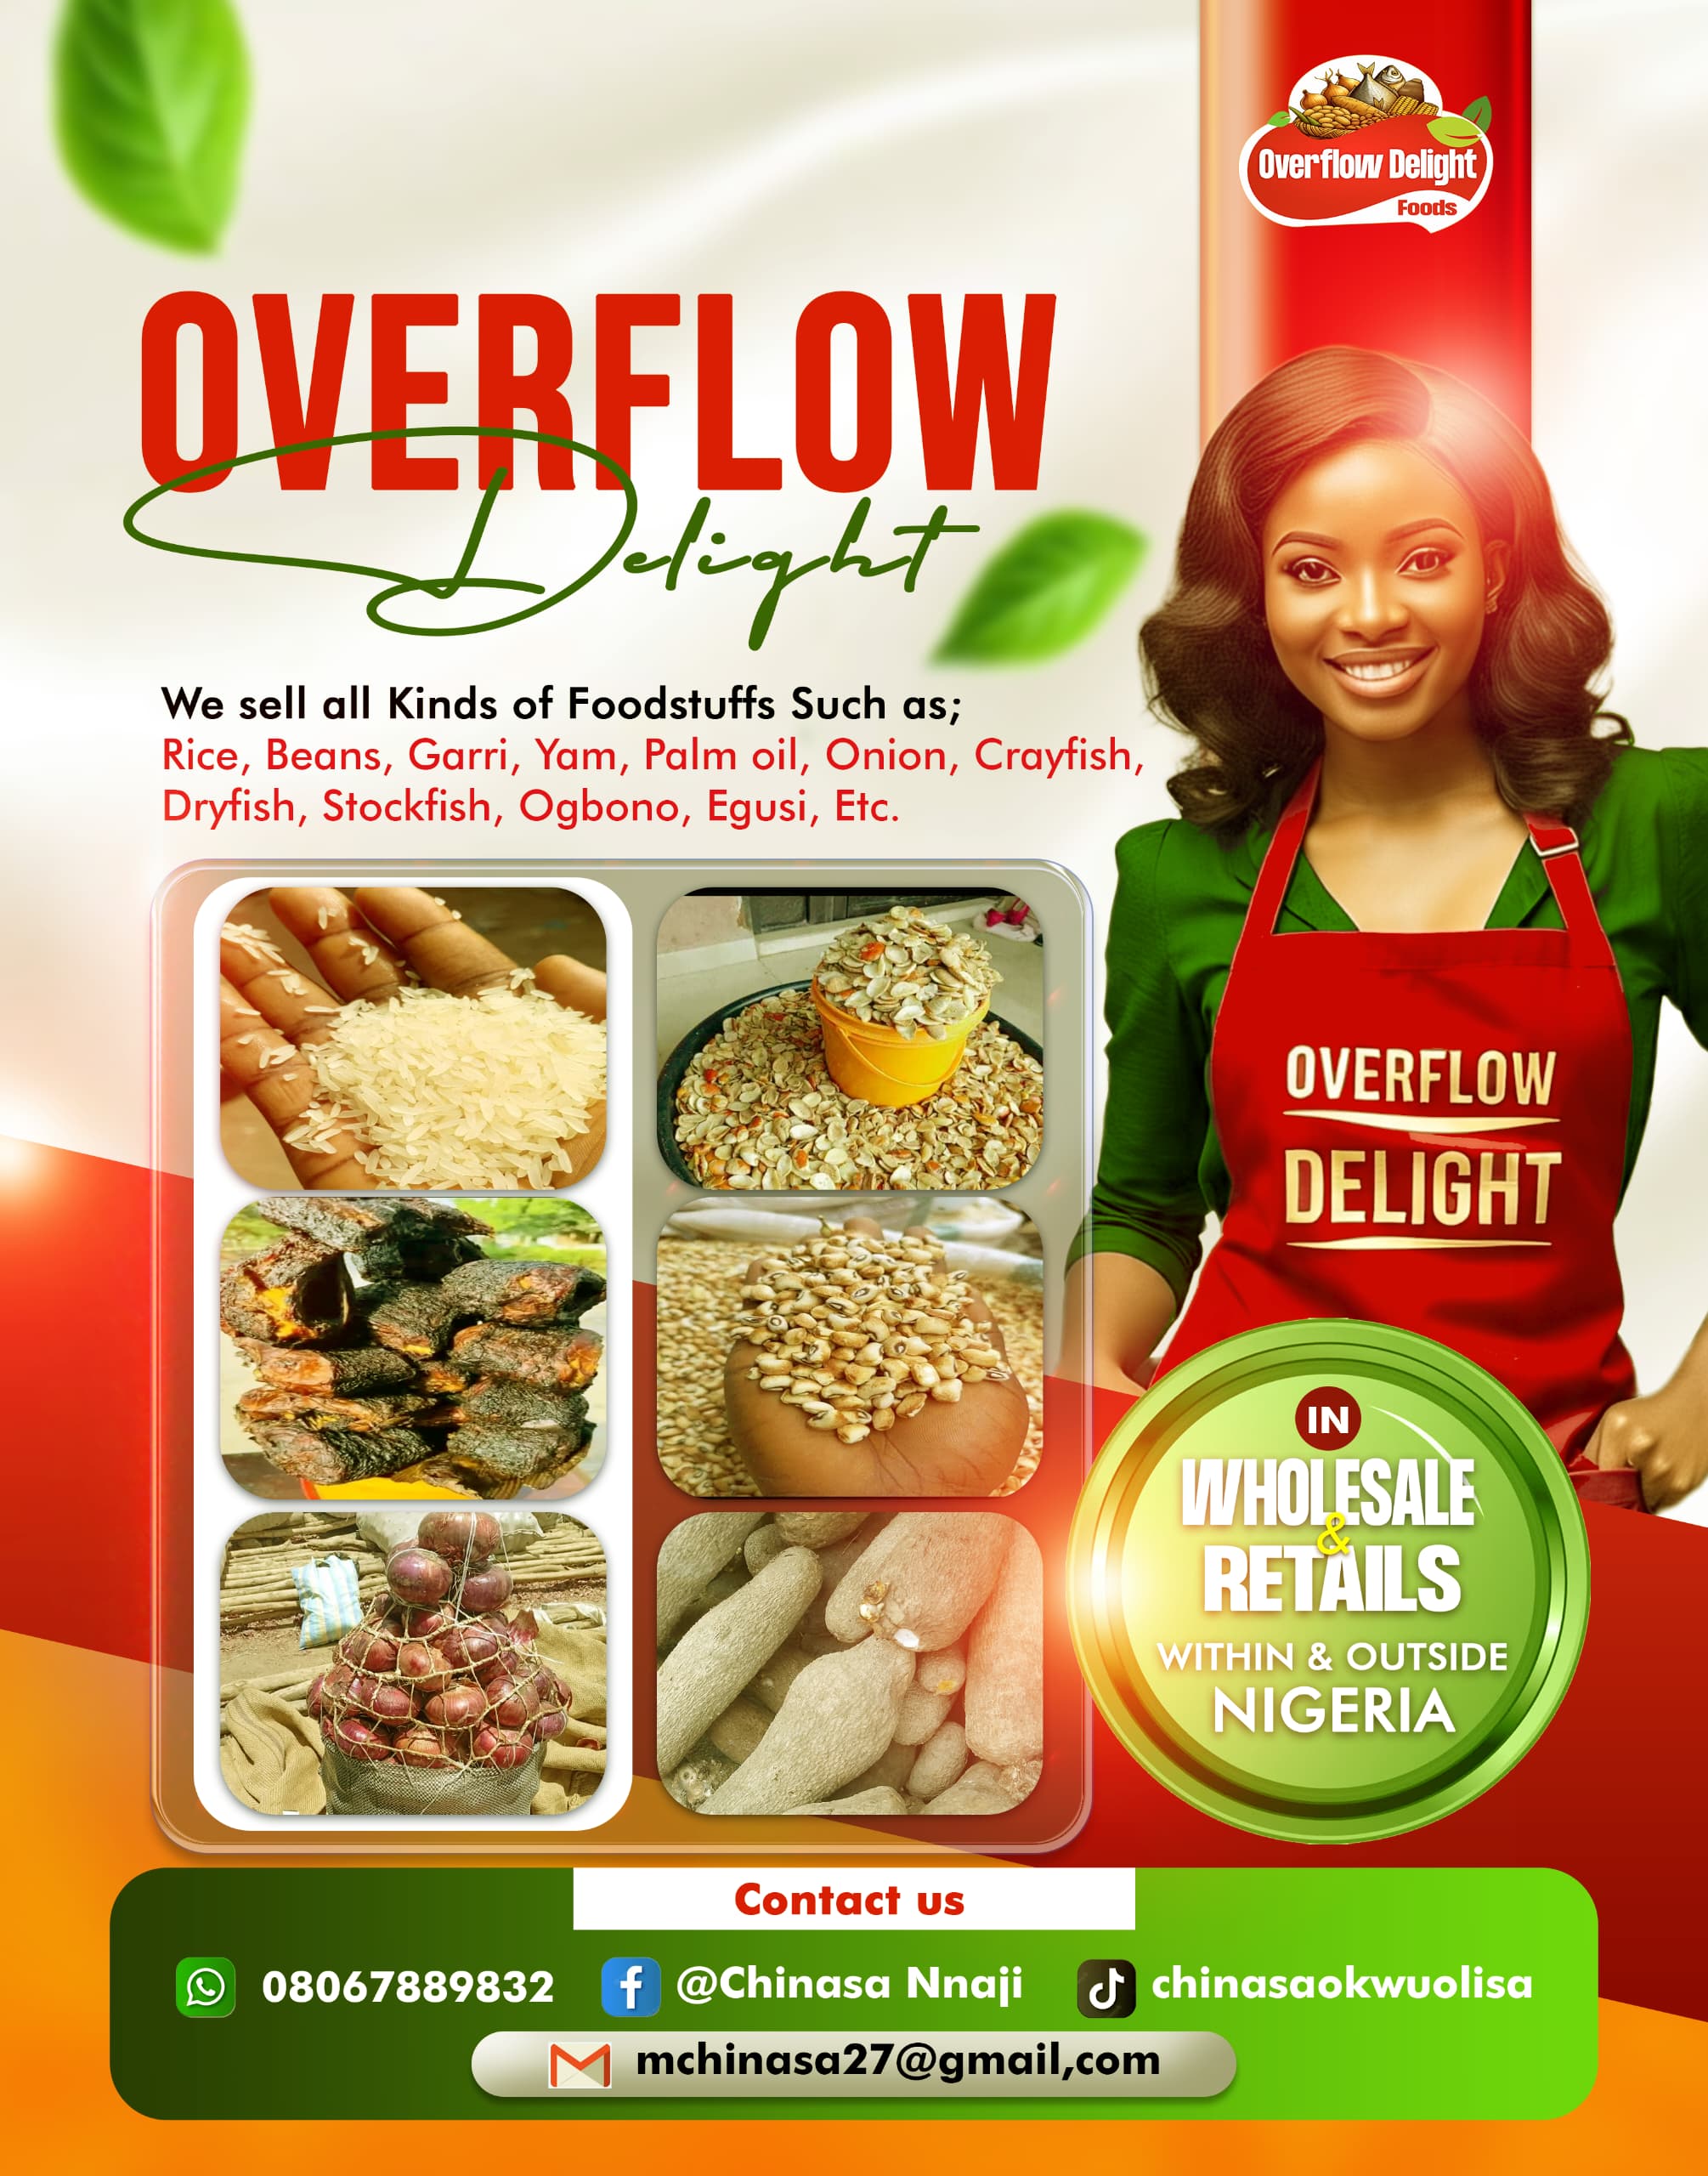 Overflow Delight
Foods
OVERFLOW
Delight
We sell all Kinds of Foodstuffs Such as;
Rice, Beans, Garri, Yam, Palm oil, Onion, Crayfish,
Dryfish, Stockfish, Ogbono, Egusi, Etc.
OVERFLOW
DELIGHT
IN
WHOLESALE
&
RETAILS
WITHIN & OUTSIDE
NIGERIA
Contact us
08067889832 @Chinasa Nnaji chinasaokwuolisa
mchinasa27@gmail,com